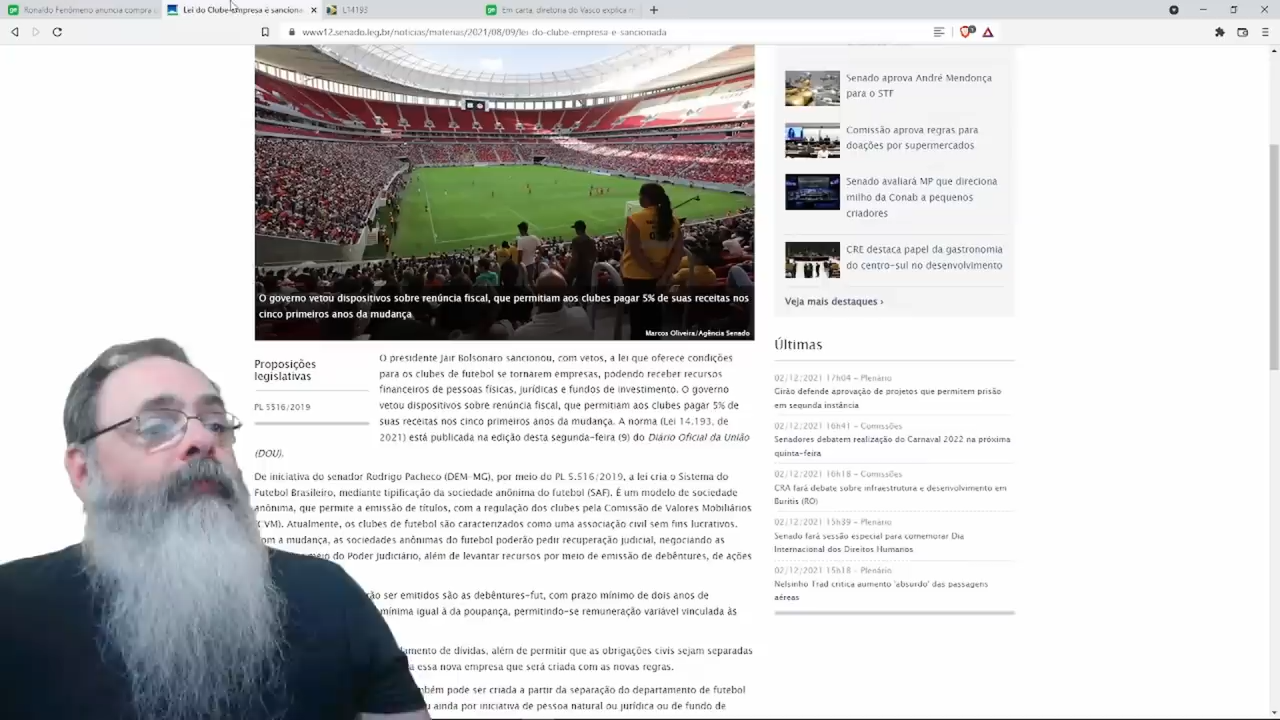 Ronaldo Fenômeno anuncia compra
Lei do Clube-Empresa é sanciona
L14193
Em carta, diretoria do Vasco explica n
www12.senado.leg.br/noticias/materias/2021/08/09/lei-do-clube-empresa-e-sancionada
O governo vetou dispositivos sobre renúncia fiscal, que permitiam aos clubes pagar 5% de suas receitas nos
cinco primeiros anos da mudança
Marcos Oliveira/Agência Senado
Proposições
legislativas
PL 5516/2019
O presidente Jair Bolsonaro sancionou, com vetos, a lei que oferece condições
para os clubes de futebol se tornarem empresas, podendo receber recursos
financeiros de pessoas físicas, jurídicas e fundos de investimento. O governo
vetou dispositivos sobre renúncia fiscal, que permitiam aos clubes pagar 5% de
suas receitas nos cinco primeiros anos da mudança. A norma (Lei 14.193, de
2021) está publicada na edição desta segunda-feira (9) do Diário Oficial da União
(DOU).
De iniciativa do senador Rodrigo Pacheco (DEM-MG), por meio do PL 5.516/2019, a lei cria o Sistema do
Futebol Brasileiro, mediante tipificação da sociedade anônima do futebol (SAF). É um modelo de sociedade
anônima, que permite a emissão de títulos, com a regulação dos clubes pela Comissão de Valores Mobiliários
(CVM). Atualmente, os clubes de futebol são caracterizados como uma associação civil sem fins lucrativos.
Com a mudança, as sociedades anônimas do futebol poderão pedir recuperação judicial, negociando as
meio do Poder Judiciário, além de levantar recursos por meio de emissão de debêntures, de ações
ser emitidos são as debêntures-fut, com prazo mínimo de dois anos de
mínima igual à da poupança, permitindo-se remuneração variável vinculada às
de dívidas, além de permitir que as obrigações civis sejam separadas
essa nova empresa que será criada com as novas regras.
pode ser criada a partir da separação do departamento de futebol
ou ainda por iniciativa de pessoa natural ou jurídica ou de fundo de
Senado aprova André Mendonça
para o STF
Comissão aprova regras para
doações por supermercados
Senado avaliará MP que direciona
milho da Conab a pequenos
criadores
CRE destaca papel da gastronomia
do centro-sul no desenvolvimento
Veja mais destaques ›
Últimas
02/12/2021 17h04 - Plenário
Girão defende aprovação de projetos que permitem prisão
em segunda instância
02/12/2021 16h41 - Comissões
Senadores debatem realização do Carnaval 2022 na próxima
quinta-feira
02/12/2021 16h18 - Comissões
CRA fará debate sobre infraestrutura e desenvolvimento em
Buritis (RO)
02/12/2021 15h39 - Plenário
Senado fará sessão especial para comemorar Dia
Internacional dos Direitos Humanos
02/12/2021 15h18 - Plenário
Nelsinho Trad critica aumento 'absurdo' das passagens
aéreas